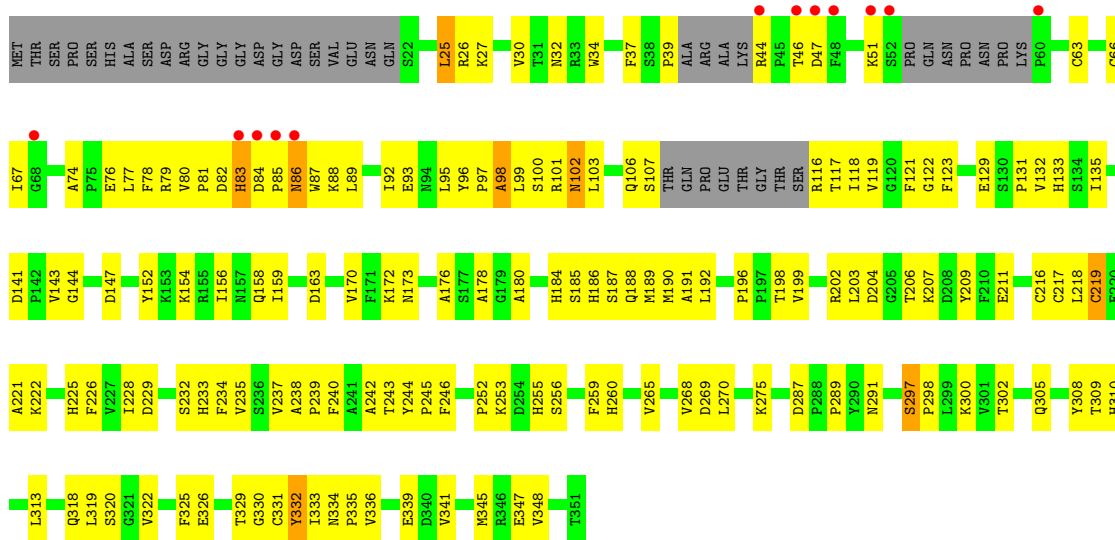 MET THR SER PRO SER HIS ALA SER ASP ARG GLY GLY GLY ASP GLY ASP SER VAL GLU ASN GLN S22 L25 R26 K27 V30 T31 N32 R33 W34 F37 S38 P39 ALA ARG ALA LYS R44 P45 T46 D47 F48 K51 S52 PRO GLN ASN PRO ASN PRO LYS P60 C63 C66
I67 G68 A74 P75 E76 L77 F78 R79 V80 P81 D82 H83 D84 P85 N86 W87 K88 L89 I92 E93 N94 L95 Y96 P97 A98 L99 S100 R101 N102 L103 Q106 S107 THR GLN PRO GLU THR GLY THR SER R116 T117 I118 V119 G120 F121 G122 F123 E129 S130 P131 V132 H133 S134 I135
D141 P142 V143 G144 D147 Y152 K153 K154 R155 I156 N157 Q158 I159 D163 V170 F171 K172 N173 A176 S177 A178 G179 A180 H184 S185 H186 S187 Q188 M189 M190 A191 L192 P196 P197 T198 V199 R202 L203 D204 G205 T206 K207 D208 Y209 F210 E211 C216 C217 L218 C219 E220
A221 K222 H225 F226 V227 I228 D229 S232 H233 F234 V235 S236 V237 A238 P239 F240 A241 A242 T243 Y244 P245 F246 P252 K253 D254 H255 S256 F259 H260 V265 V268 D269 L270 K275 D287 P288 P289 Y290 N291 S297 P298 L299 K300 V301 T302 Q305 Y308 T309 H310
L313 Q318 L319 S320 G321 V322 F325 E326 T329 G330 C331 Y332 I333 N334 P335 V336 E339 D340 V341 M345 R346 E347 V348 T351